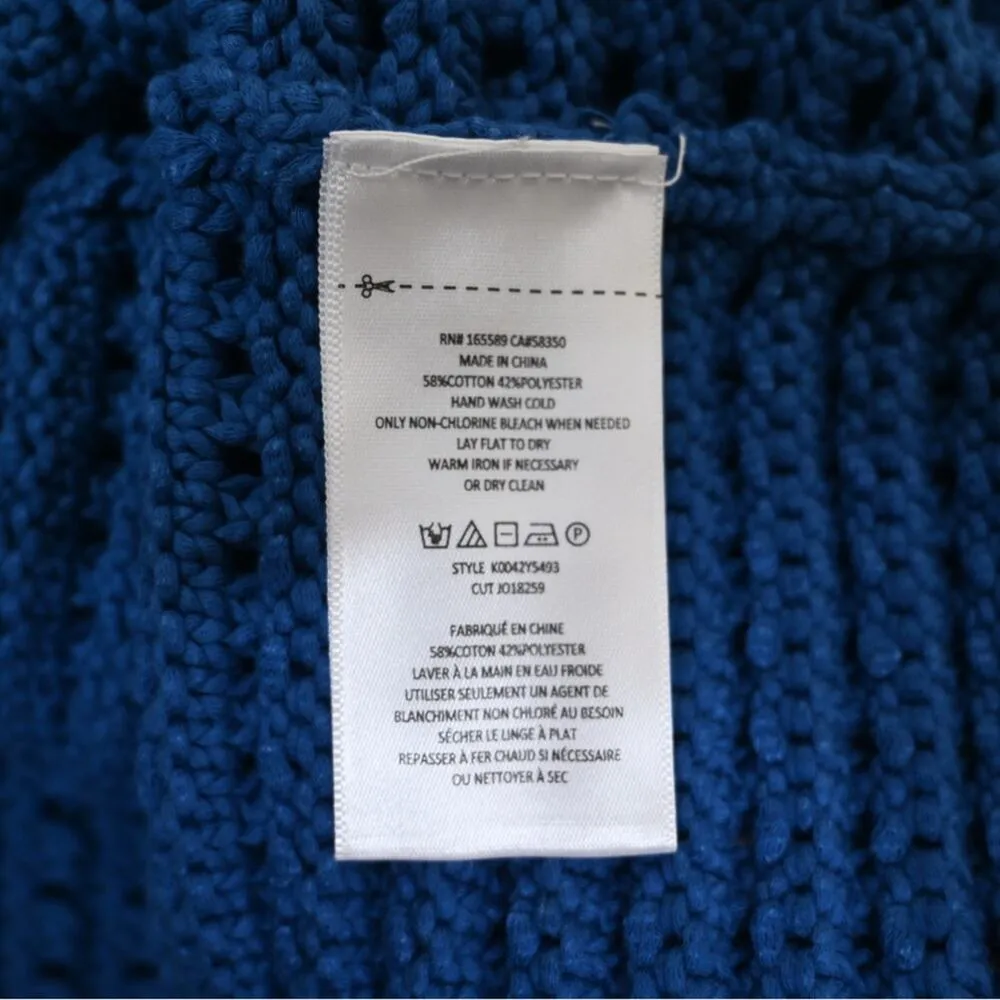 RN# 165589 CA#58350
MADE IN CHINA
58%COTTON 42%POLYESTER
HAND WASH COLD
ONLY NON-CHLORINE BLEACH WHEN NEEDED
LAY FLAT TO DRY
WARM IRON IF NECESSARY
OR DRY CLEAN
P
STYLE K0042Y5493
CUT JO18259
FABRIQUÉ EN CHINE
58%COTON 42%POLYESTER
LAVER À LA MAIN EN EAU FROIDE
UTILISER SEULEMENT UN AGENT DE
BLANCHIMENT NON CHLORÉ AU BESOIN
SÉCHER LE LINGE À PLAT
REPASSER À FER CHAUD SI NÉCESSAIRE
OU NETTOYER À SEC